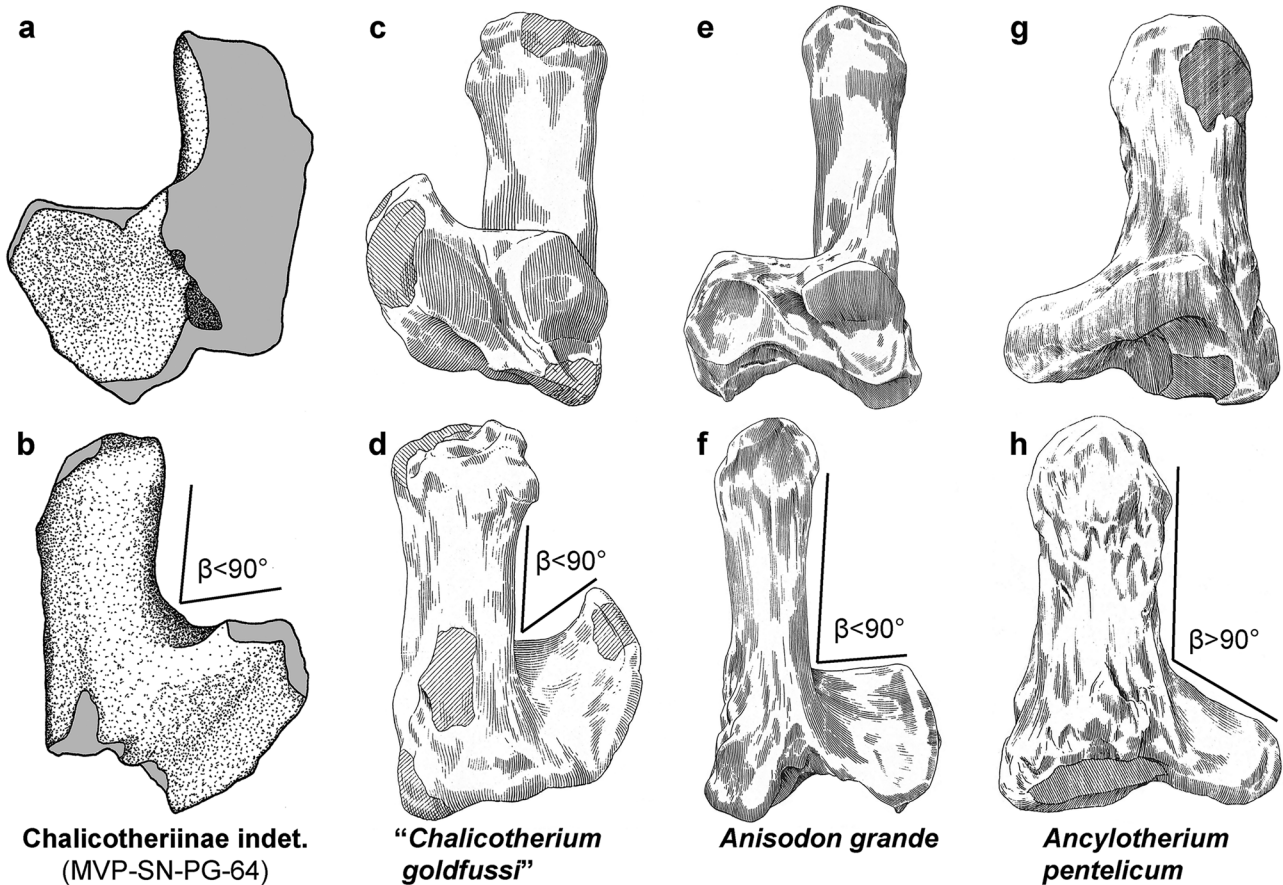 a
c
e
g
b
d
f
h
β<90°
β<90°
β<90°
β>90°
Chalicotheriinae indet.
(MVP-SN-PG-64)
“Chalicotherium
goldfussi”
Anisodon grande
Ancylotherium
pentelicum